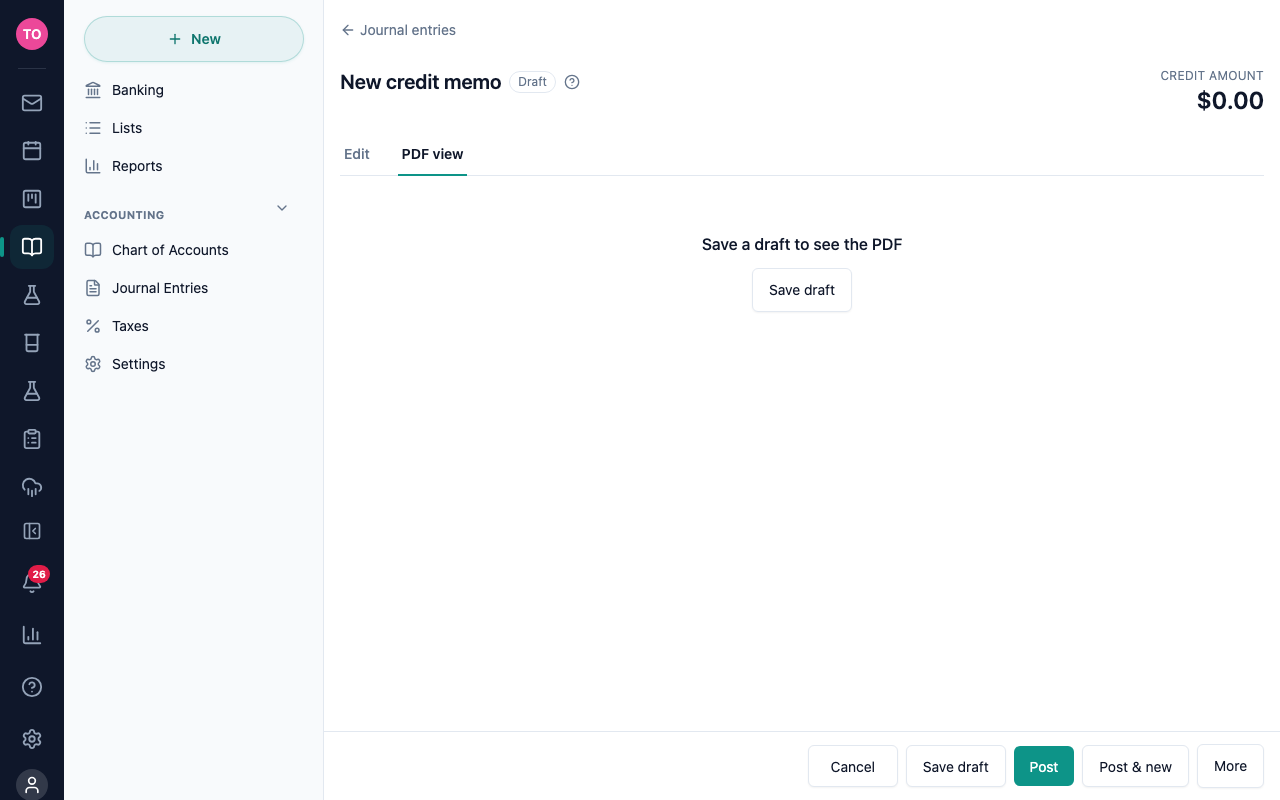 TO
26
New
Banking
Lists
Reports
ACCOUNTING
Chart of Accounts
Journal Entries
Taxes
Settings
Journal entries
New credit memo
Draft
CREDIT AMOUNT
$0.00
Edit
PDF view
Save a draft to see the PDF
Save draft
Cancel
Save draft
Post
Post & new
More